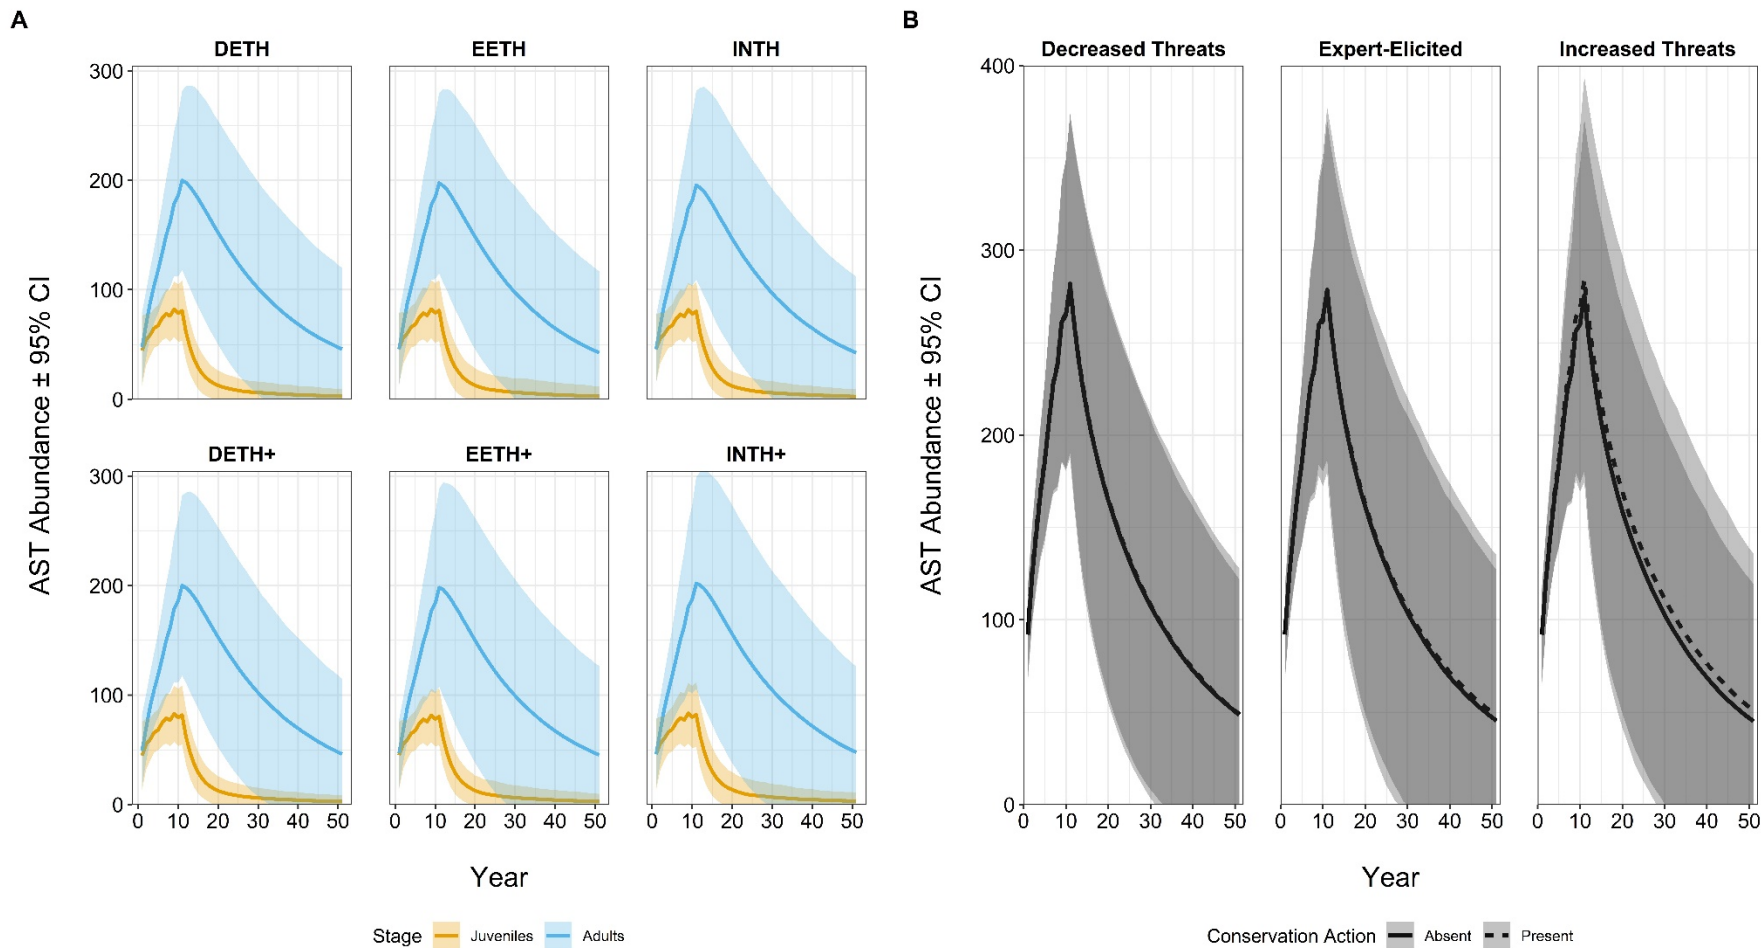 A
DETH EETH INTH
300
200
100
0
DETH+ EETH+ INTH+
300
200
100
0
0 10 20 30 40 50 0 10 20 30 40 50 0 10 20 30 40 50
AST Abundance ± 95% CI
Year
Stage Juveniles Adults
B
Decreased Threats Expert-Elicited Increased Threats
400
300
200
100
0
0 10 20 30 40 50 0 10 20 30 40 50 0 10 20 30 40 50
AST Abundance ± 95% CI
Year
Conservation Action Absent Present